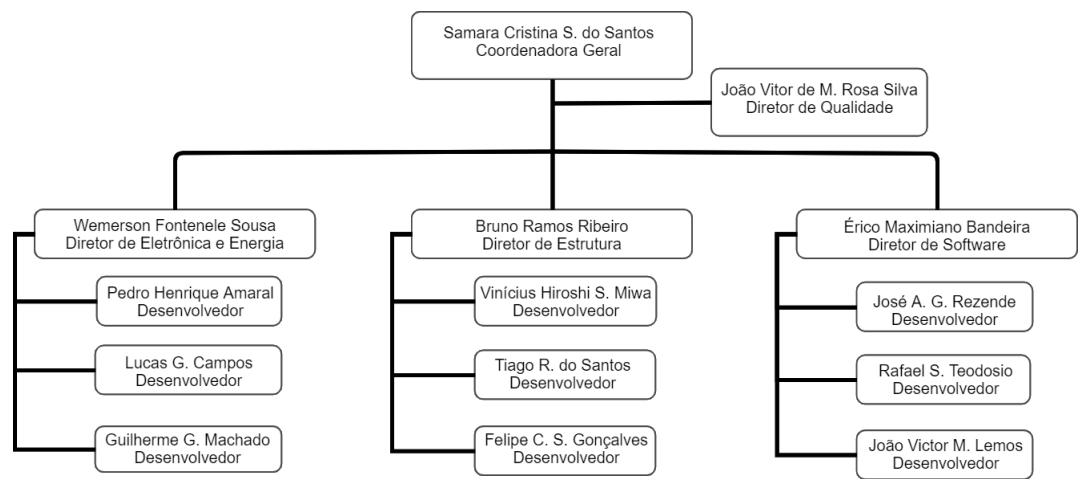 Samara Cristina S. do Santos
Coordenadora Geral
João Vitor de M. Rosa Silva
Diretor de Qualidade
Wemerson Fontenele Sousa
Diretor de Eletrônica e Energia
Pedro Henrique Amaral
Desenvolvedor
Lucas G. Campos
Desenvolvedor
Guilherme G. Machado
Desenvolvedor
Bruno Ramos Ribeiro
Diretor de Estrutura
Vinícius Hiroshi S. Miwa
Desenvolvedor
Tiago R. do Santos
Desenvolvedor
Felipe C. S. Gonçalves
Desenvolvedor
Érico Maximiano Bandeira
Diretor de Software
José A. G. Rezende
Desenvolvedor
Rafael S. Teodosio
Desenvolvedor
João Victor M. Lemos
Desenvolvedor